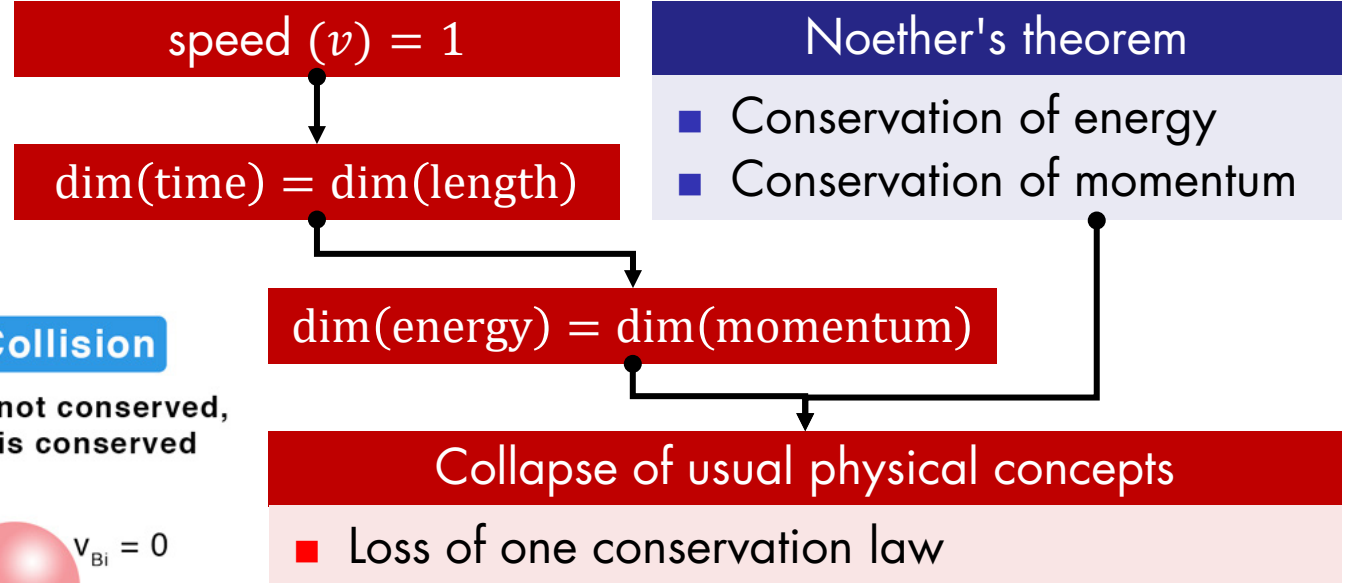 speed (𝑣) = 1
dim(time) = dim(length)
Noether's theorem
■ Conservation of energy
■ Conservation of momentum
dim(energy) = dim(momentum)
Collision
not conserved,
is conserved
v_Bi = 0
Collapse of usual physical concepts
■ Loss of one conservation law